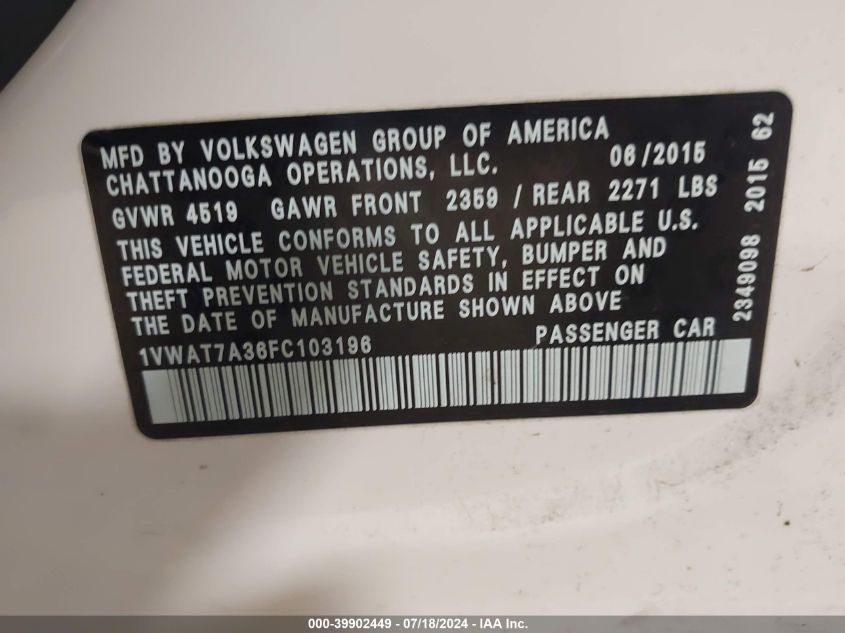 MFD BY VOLKSWAGEN GROUP OF AMERICA
CHATTANOOGA OPERATIONS, LLC. 06/2015
GVWR 4519 GAWR FRONT 2359 / REAR 2271 LBS
THIS VEHICLE CONFORMS TO ALL APPLICABLE U.S.
FEDERAL MOTOR VEHICLE SAFETY, BUMPER AND
THEFT PREVENTION STANDARDS IN EFFECT ON
THE DATE OF MANUFACTURE SHOWN ABOVE
1VWAT7A36FC103196 PASSENGER CAR
2349098 2015 62
000-39902449 - 07/18/2024 - IAA Inc.